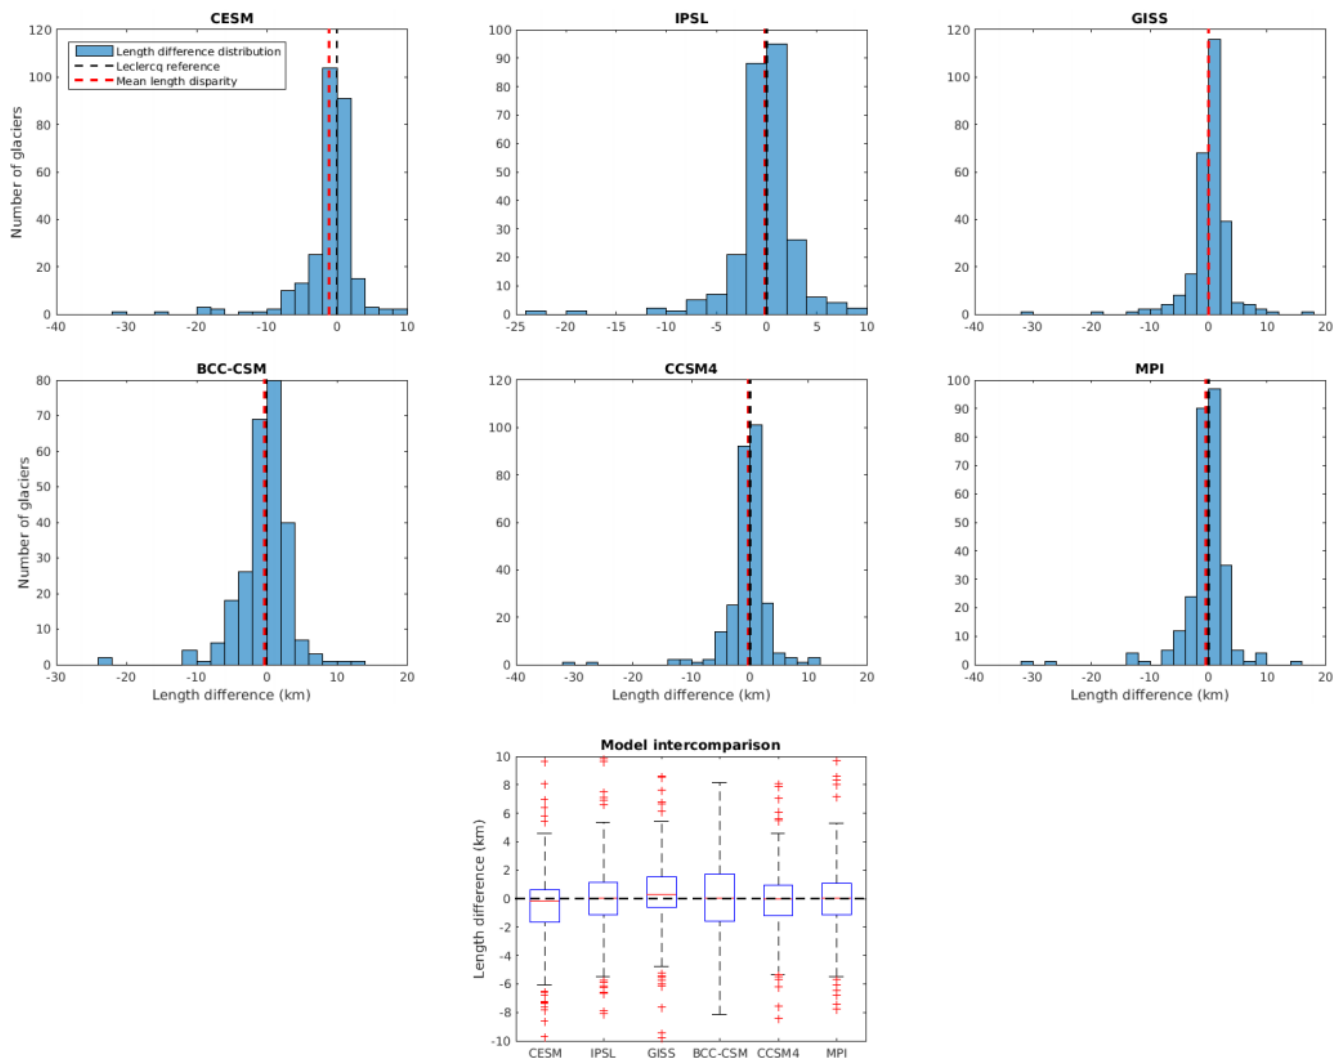 CESM
120
100
80
60
40
20
0
Number of glaciers
Length difference distribution
Leclercq reference
Mean length disparity
-40 -30 -20 -10 0 10
IPSL
100
90
80
70
60
50
40
30
20
10
0
-25 -20 -15 -10 -5 0 5 10
GISS
120
100
80
60
40
20
0
-40 -30 -20 -10 0 10 20
BCC-CSM
80
70
60
50
40
30
20
10
0
Number of glaciers
-30 -20 -10 0 10 20
Length difference (km)
CCSM4
120
100
80
60
40
20
0
-40 -30 -20 -10 0 10 20
Length difference (km)
MPI
100
90
80
70
60
50
40
30
20
10
0
-40 -30 -20 -10 0 10 20
Length difference (km)
Model intercomparison
10
8
6
4
2
0
-2
-4
-6
-8
-10
Length difference (km)
CESM IPSL GISS BCC-CSM CCSM4 MPI